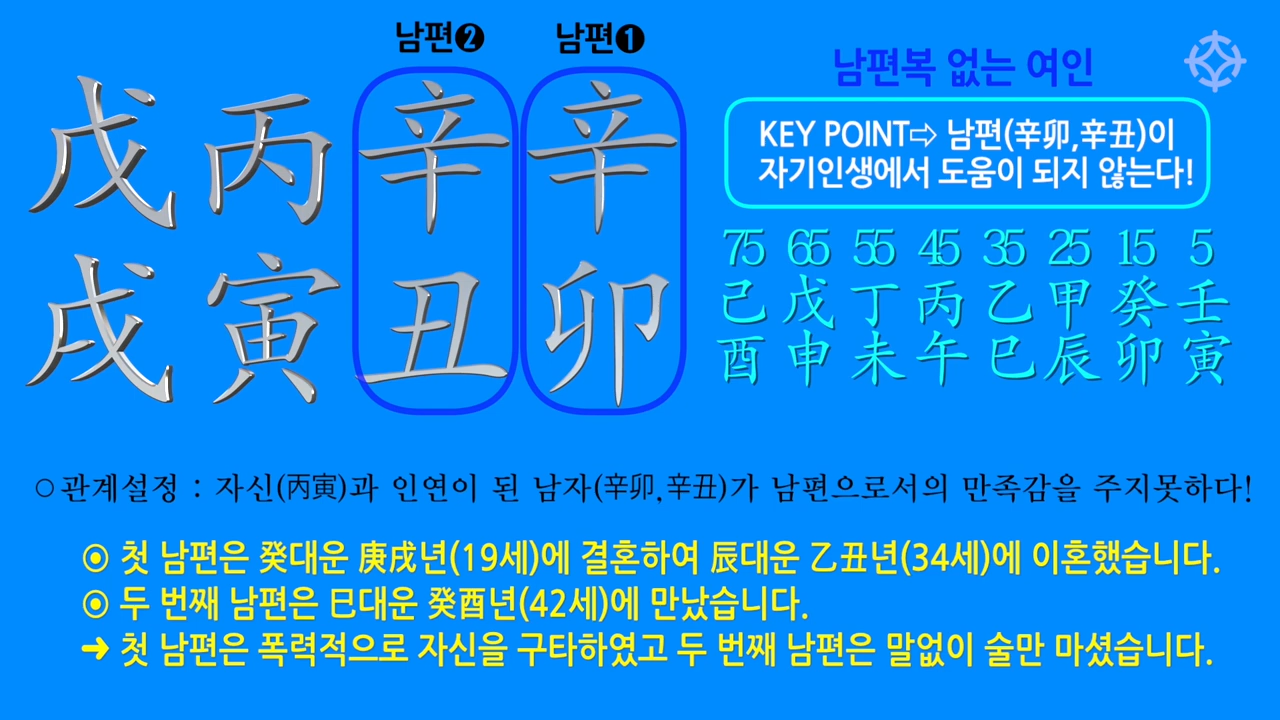 남편❷ 남편❶
戊 丙 辛 辛
戌 寅 丑 卯
남편복 없는 여인
KEY POINT⇨ 남편(辛卯,辛丑)이
자기인생에서 도움이 되지 않는다!
75 65 55 45 35 25 15 5
己 戊 丁 丙 乙 甲 癸 壬
酉 申 未 午 巳 辰 卯 寅
○관계설정 : 자신(丙寅)과 인연이 된 남자(辛卯,辛丑)가 남편으로서의 만족감을 주지못하다!
◉ 첫 남편은 癸대운 庚戌년(19세)에 결혼하여 辰대운 乙丑년(34세)에 이혼했습니다.
◉ 두 번째 남편은 巳대운 癸酉년(42세)에 만났습니다.
➜ 첫 남편은 폭력적으로 자신을 구타하였고 두 번째 남편은 말없이 술만 마셨습니다.